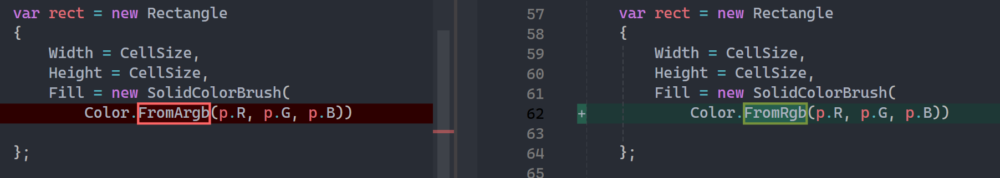 var rect = new Rectangle
{
    Width = CellSize,
    Height = CellSize,
    Fill = new SolidColorBrush(
        Color.FromArgb(p.R, p.G, p.B))
};
57 var rect = new Rectangle
58 {
59     Width = CellSize,
60     Height = CellSize,
61     Fill = new SolidColorBrush(
62 +         Color.FromRgb(p.R, p.G, p.B))
63
64 };
65